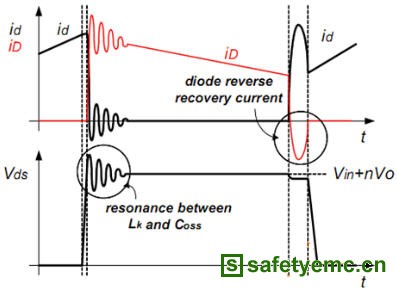 id
iD
id
iD
diode reverse
recovery current
t
Vds
Vin+nVo
resonance between
Lk and Coss
t
S safetyemc.cn